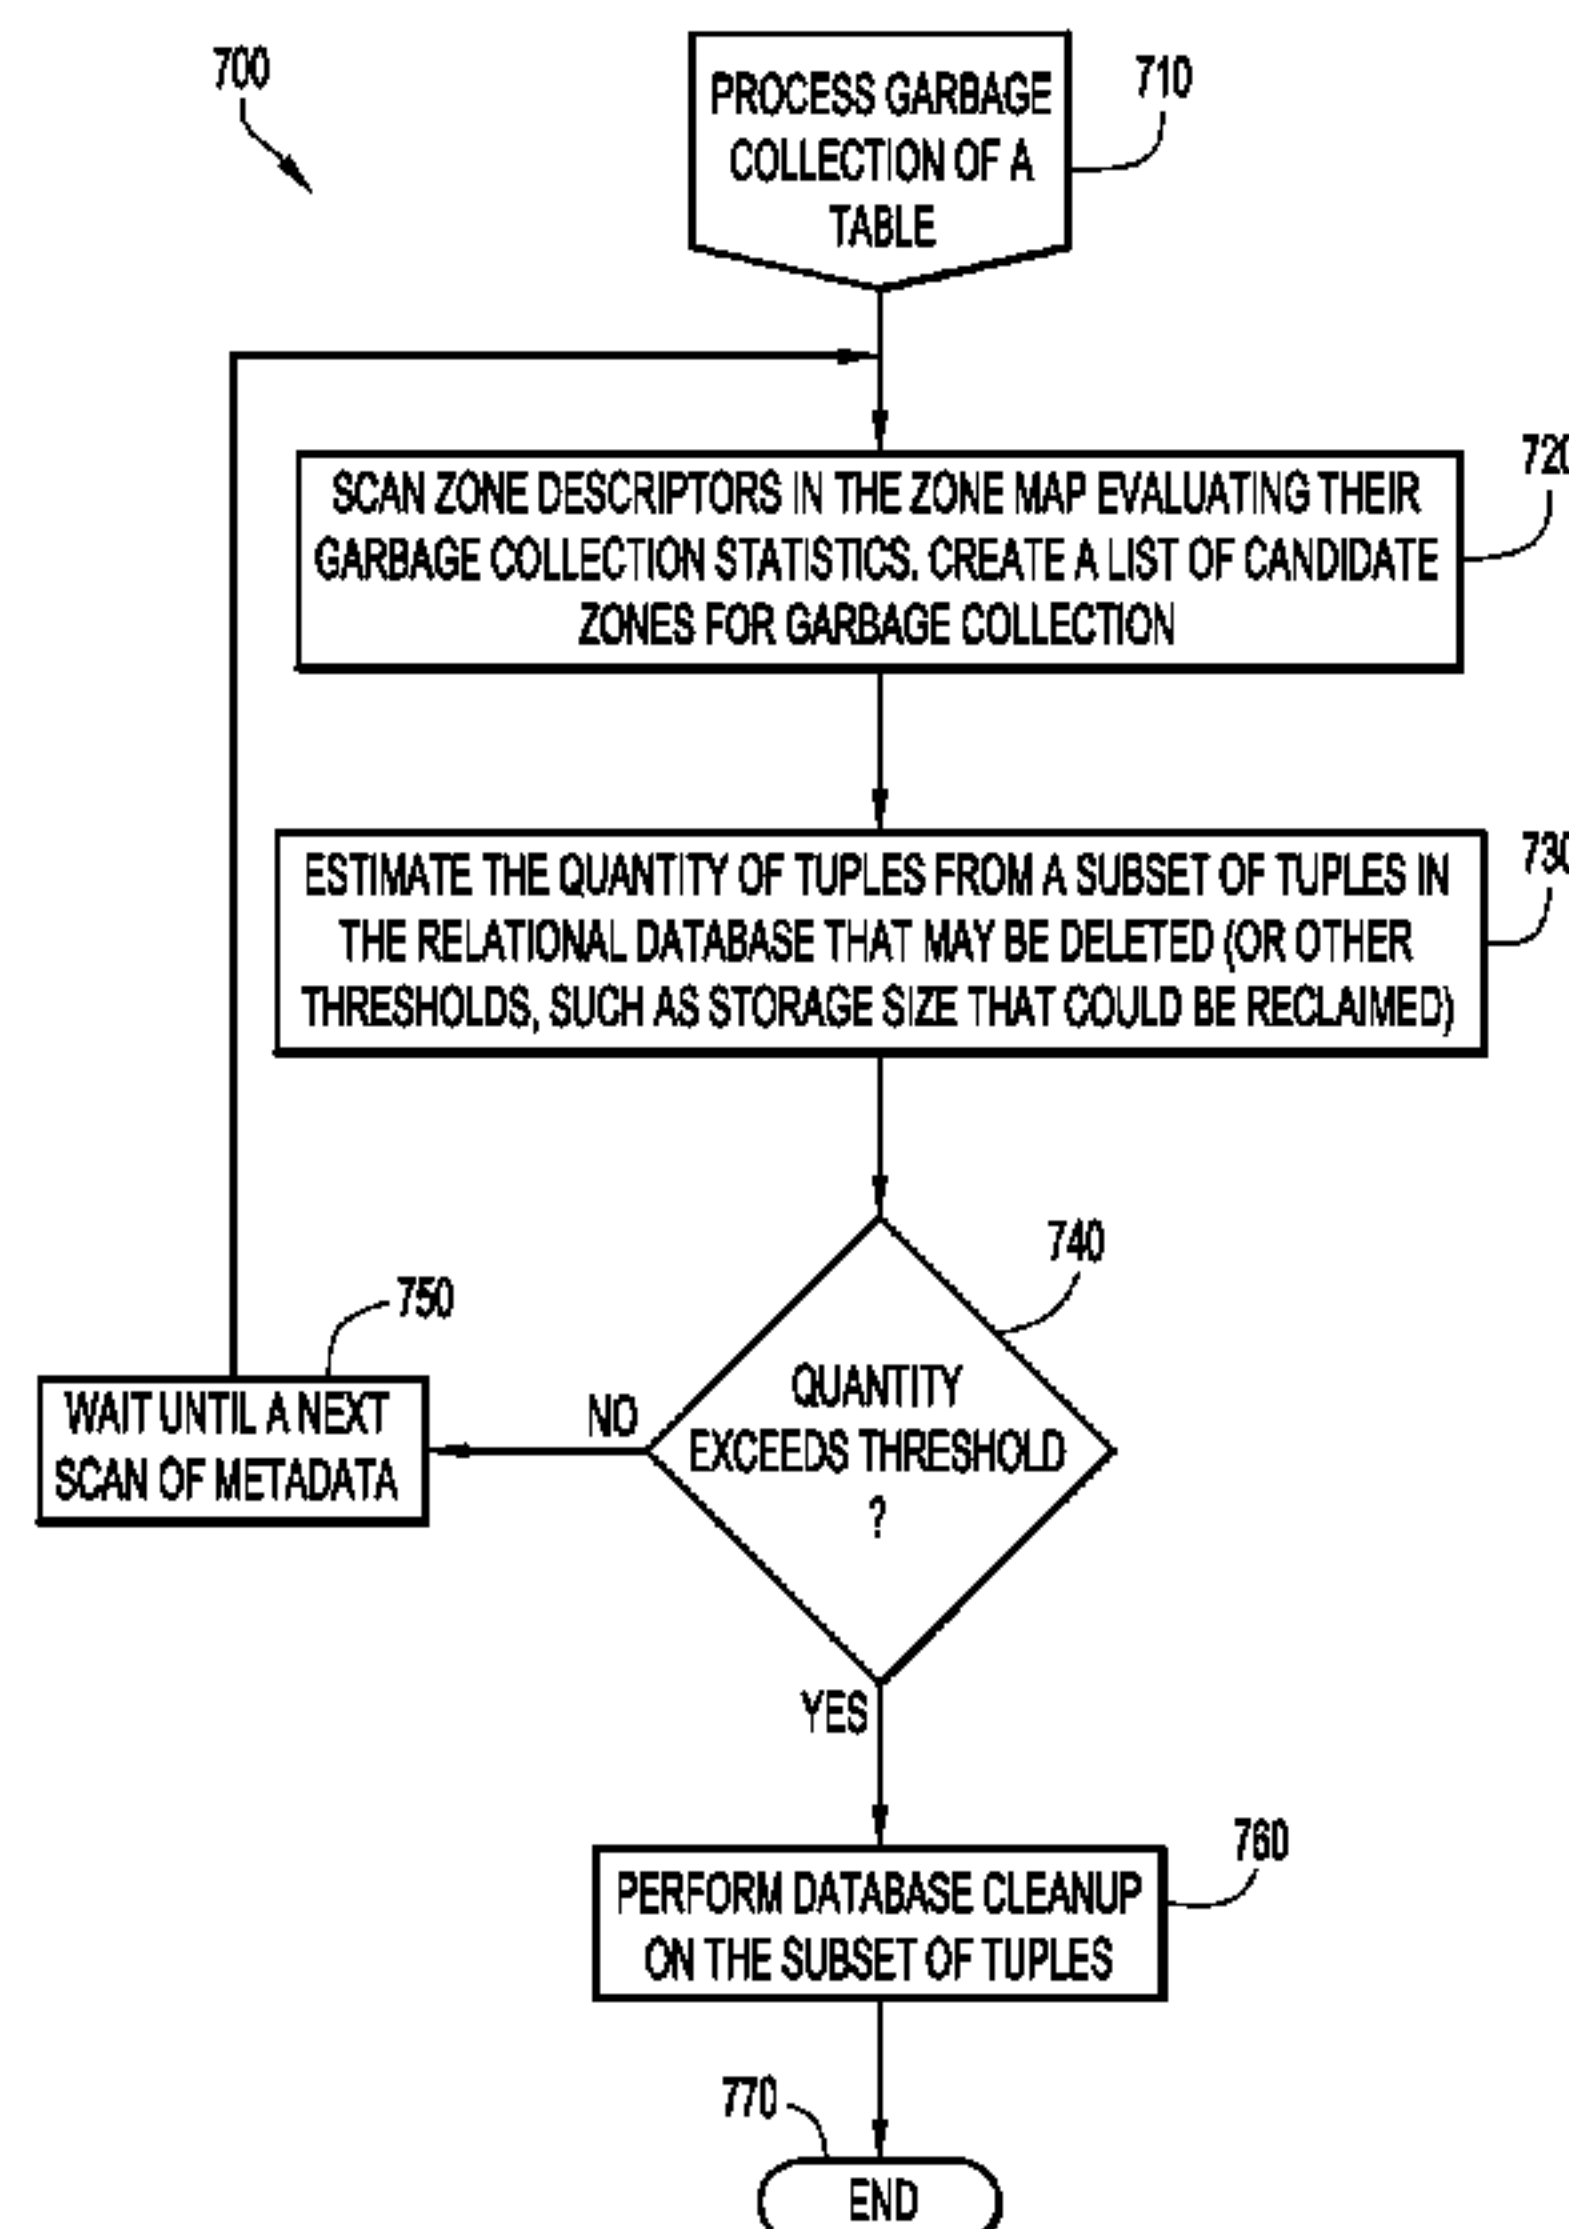 700
PROCESS GARBAGE
COLLECTION OF A
TABLE
710
SCAN ZONE DESCRIPTORS IN THE ZONE MAP EVALUATING THEIR
GARBAGE COLLECTION STATISTICS. CREATE A LIST OF CANDIDATE
ZONES FOR GARBAGE COLLECTION
720
ESTIMATE THE QUANTITY OF TUPLES FROM A SUBSET OF TUPLES IN
THE RELATIONAL DATABASE THAT MAY BE DELETED (OR OTHER
THRESHOLDS, SUCH AS STORAGE SIZE THAT COULD BE RECLAIMED)
730
740
QUANTITY
EXCEEDS THRESHOLD
?
NO
750
WAIT UNTIL A NEXT
SCAN OF METADATA
YES
760
PERFORM DATABASE CLEANUP
ON THE SUBSET OF TUPLES
770
END